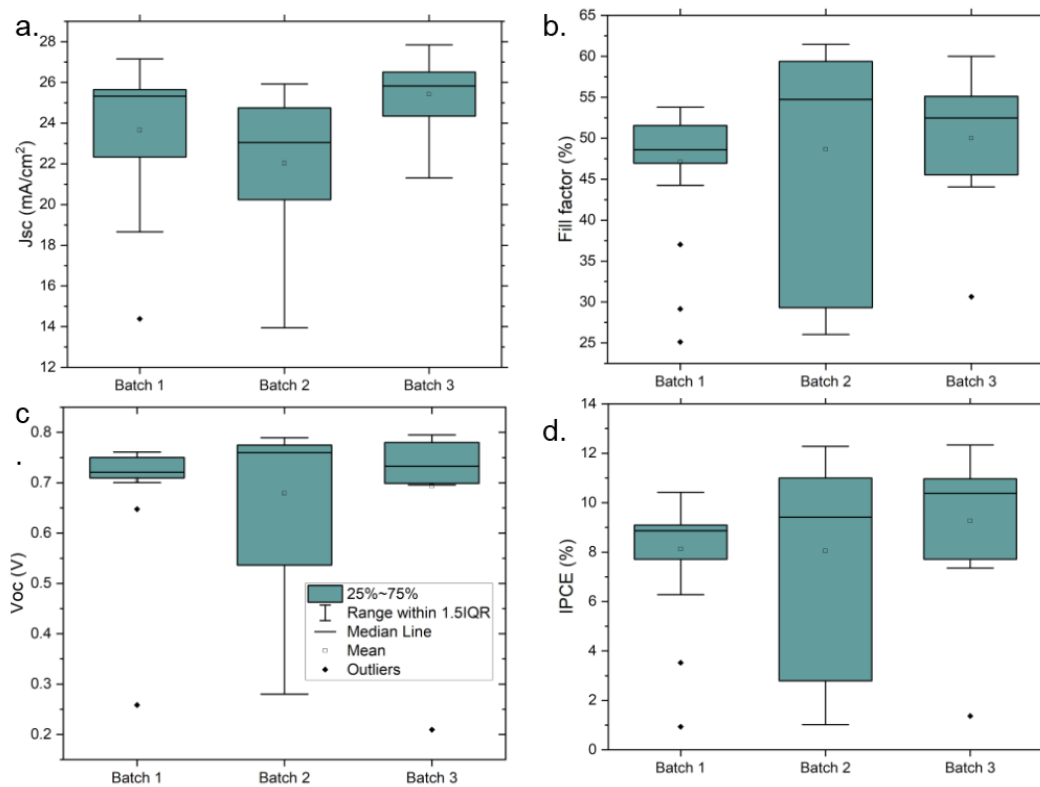 a.
28
26
24
22
20
18
16
14
12
Jsc (mA/cm²)
Batch 1 Batch 2 Batch 3
b.
65
60
55
50
45
40
35
30
25
Fill factor (%)
Batch 1 Batch 2 Batch 3
c.
.
0.8
0.7
0.6
0.5
0.4
0.3
0.2
Voc (V)
25%~75%
Range within 1.5IQR
Median Line
Mean
Outliers
Batch 1 Batch 2 Batch 3
d.
14
12
10
8
6
4
2
0
IPCE (%)
Batch 1 Batch 2 Batch 3